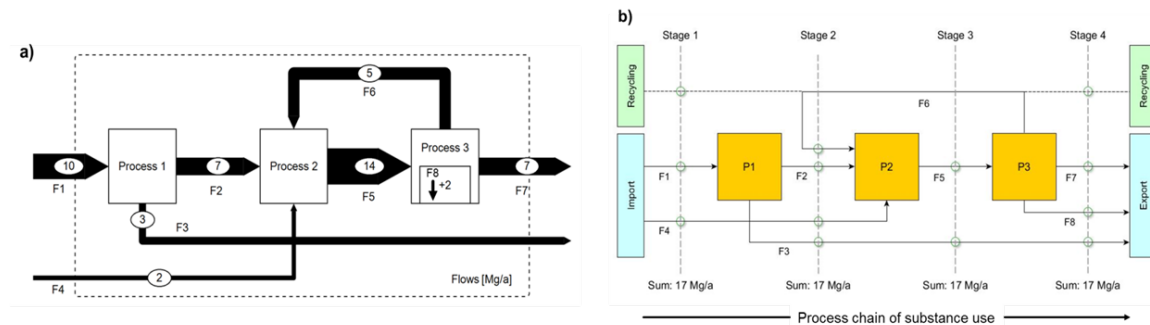 a)
5
F6
10
Process 1
7
Process 2
14
Process 3
F8
+2
7
F1
F2
F5
F7
3
F3
2
F4
Flows [Mg/a]
b)
Stage 1
Stage 2
Stage 3
Stage 4
Recycling
Recycling
F6
Import
P1
P2
P3
Export
F1
F2
F5
F7
F4
F8
F3
Sum: 17 Mg/a
Sum: 17 Mg/a
Sum: 17 Mg/a
Sum: 17 Mg/a
Process chain of substance use